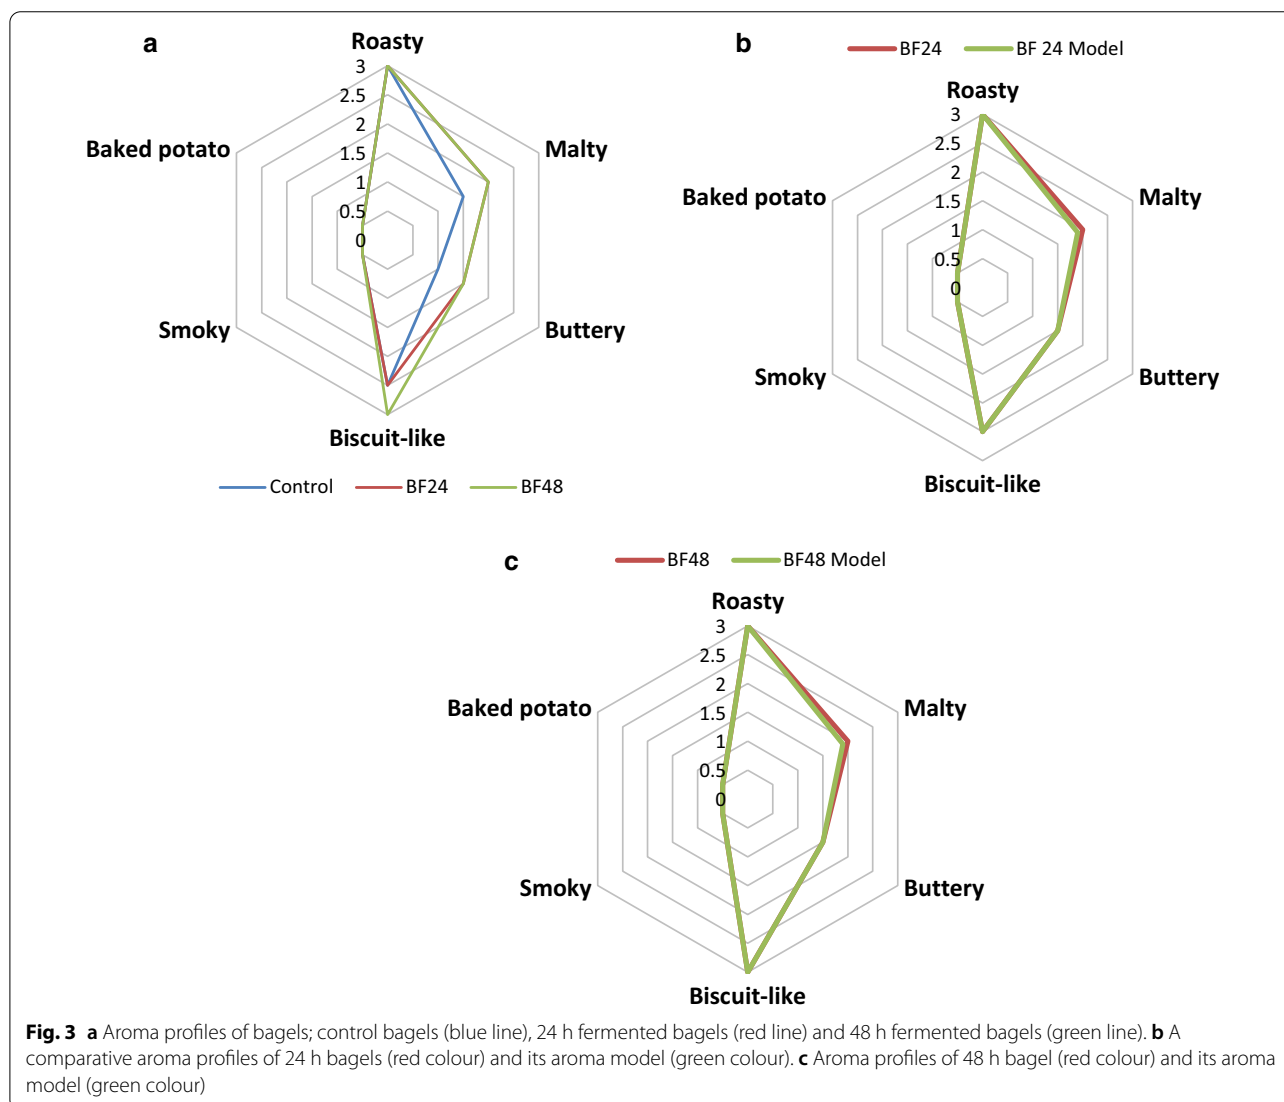 a
Roasty
3
2.5
2
1.5
1
0.5
0
Malty
Buttery
Biscuit-like
Smoky
Baked potato
Control BF24 BF48
b
BF24 BF 24 Model
Roasty
3
2.5
2
1.5
1
0.5
0
Malty
Buttery
Biscuit-like
Smoky
Baked potato
c
BF48 BF48 Model
Roasty
3
2.5
2
1.5
1
0.5
0
Malty
Buttery
Biscuit-like
Smoky
Baked potato
Fig. 3 a Aroma profiles of bagels; control bagels (blue line), 24 h fermented bagels (red line) and 48 h fermented bagels (green line). b A
comparative aroma profiles of 24 h bagels (red colour) and its aroma model (green colour). c Aroma profiles of 48 h bagel (red colour) and its aroma
model (green colour)